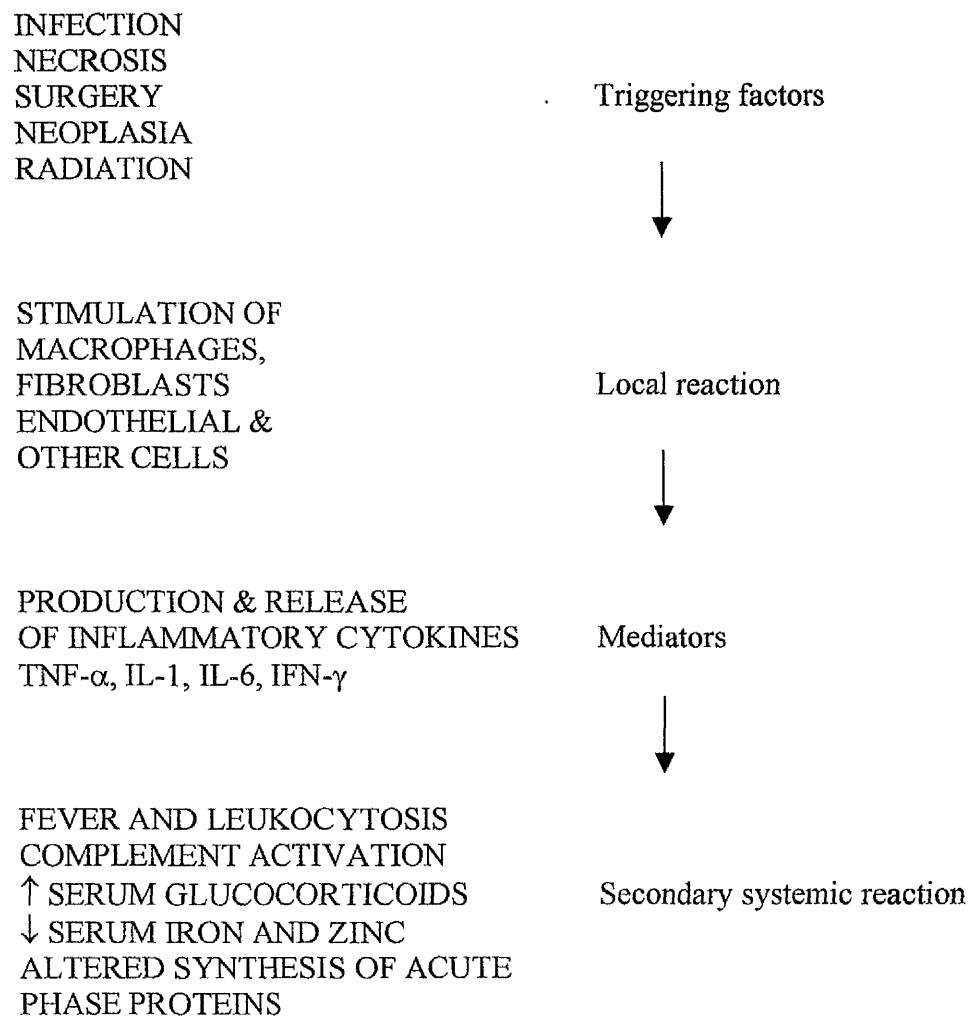 INFECTION
NECROSIS
SURGERY
NEOPLASIA
RADIATION
Triggering factors
STIMULATION OF
MACROPHAGES,
FIBROBLASTS
ENDOTHELIAL &
OTHER CELLS
Local reaction
PRODUCTION & RELEASE
OF INFLAMMATORY CYTOKINES
TNF-α, IL-1, IL-6, IFN-γ
Mediators
FEVER AND LEUKOCYTOSIS
COMPLEMENT ACTIVATION
↑ SERUM GLUCOCORTICOIDS
↓ SERUM IRON AND ZINC
ALTERED SYNTHESIS OF ACUTE
PHASE PROTEINS
Secondary systemic reaction